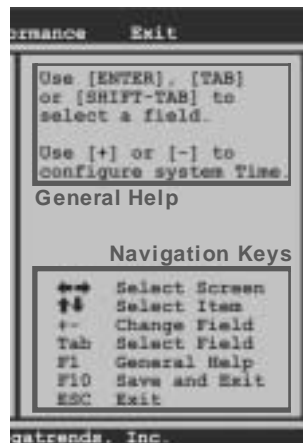 rmance Exit
Use [ENTER], [TAB]
or [SHIFT-TAB] to
select a field.
Use [+] or [-] to
configure system Time.
General Help
Navigation Keys
←→ Select Screen
↑↓ Select Item
+- Change Field
Tab Select Field
F1 General Help
F10 Save and Exit
ESC Exit
gatrends, Inc.